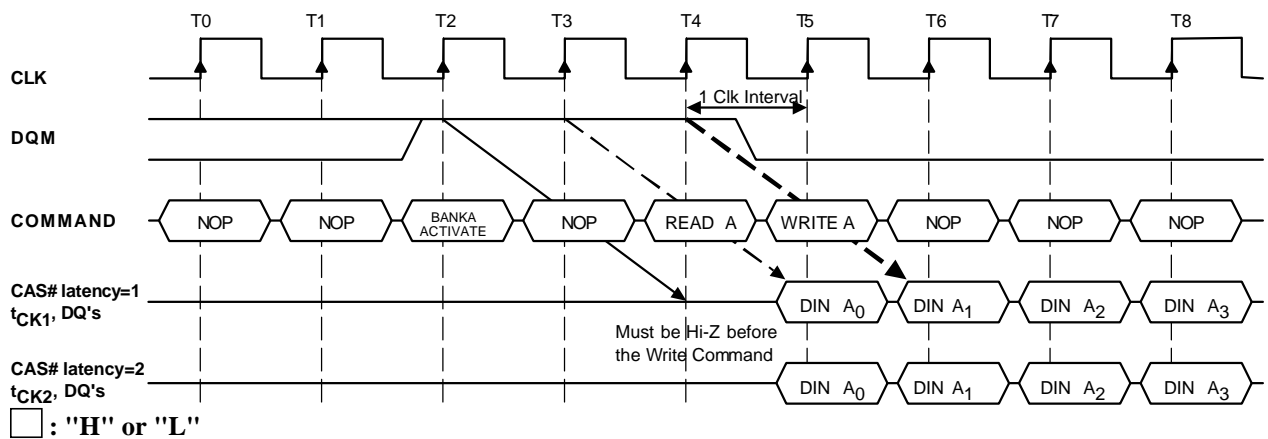 T0 T1 T2 T3 T4 T5 T6 T7 T8
CLK
1 Clk Interval
DQM
COMMAND NOP NOP BANKA ACTIVATE NOP READ A WRITE A NOP NOP NOP
CAS# latency=1
tCK1, DQ's
DIN A0 DIN A1 DIN A2 DIN A3
Must be Hi-Z before
the Write Command
CAS# latency=2
tCK2, DQ's
DIN A0 DIN A1 DIN A2 DIN A3
: "H" or "L"